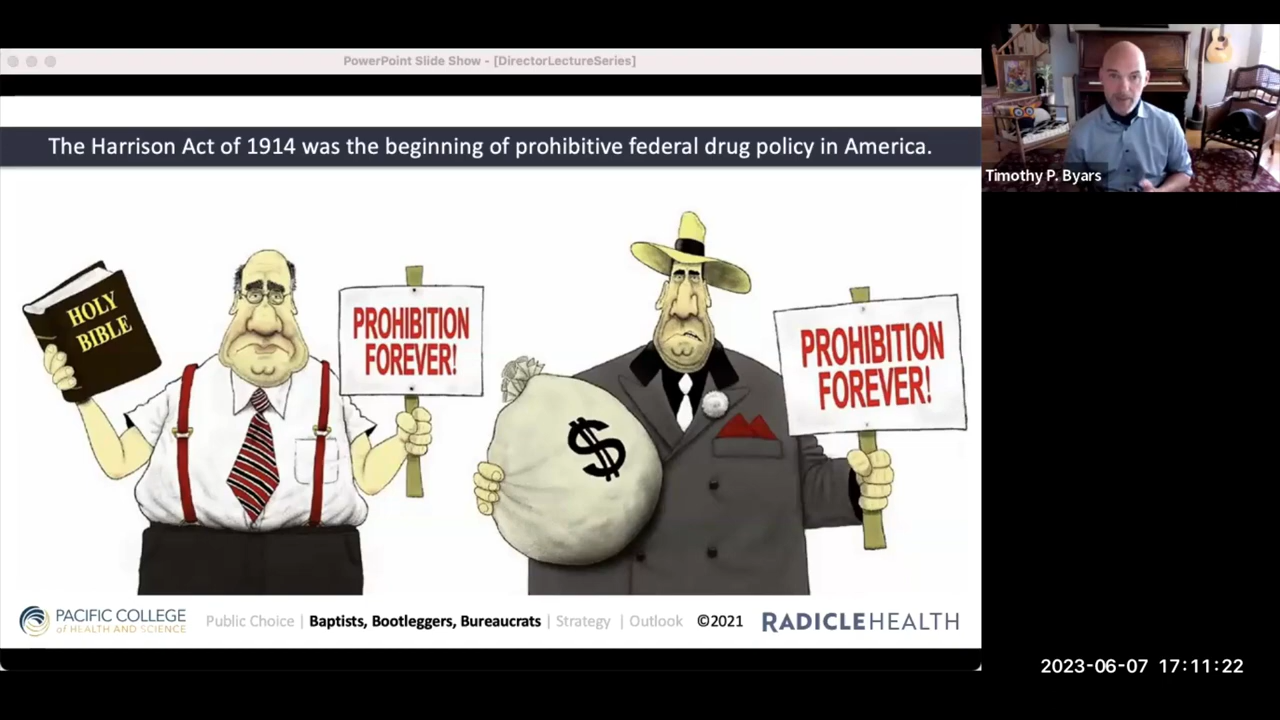 PowerPoint Slide Show - [DirectorLectureSeries]
The Harrison Act of 1914 was the beginning of prohibitive federal drug policy in America.
HOLY
BIBLE
PROHIBITION
FOREVER!
$
PROHIBITION
FOREVER!
PACIFIC COLLEGE
of HEALTH AND SCIENCE
Public Choice | Baptists, Bootleggers, Bureaucrats | Strategy | Outlook ©2021
RADICLEHEALTH
Timothy P. Byars
2023-06-07 17:11:22